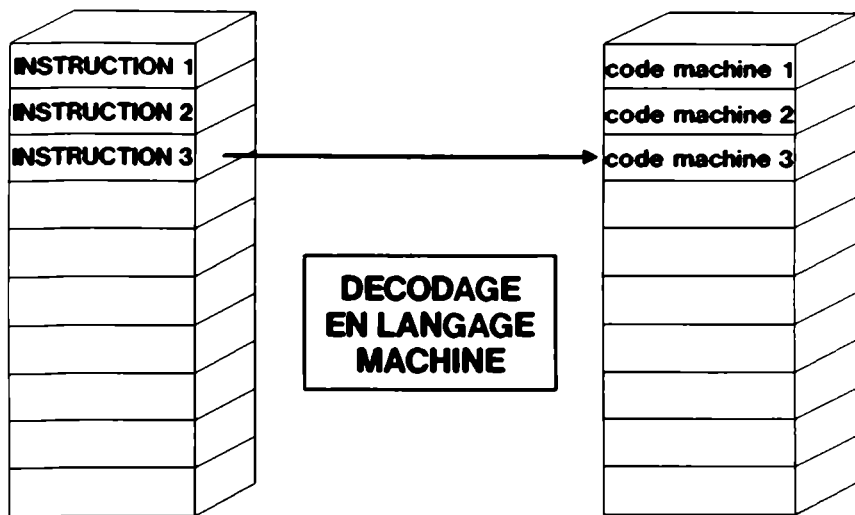 INSTRUCTION 1
INSTRUCTION 2
INSTRUCTION 3
code machine 1
code machine 2
code machine 3
DECODAGE
EN LANGAGE
MACHINE